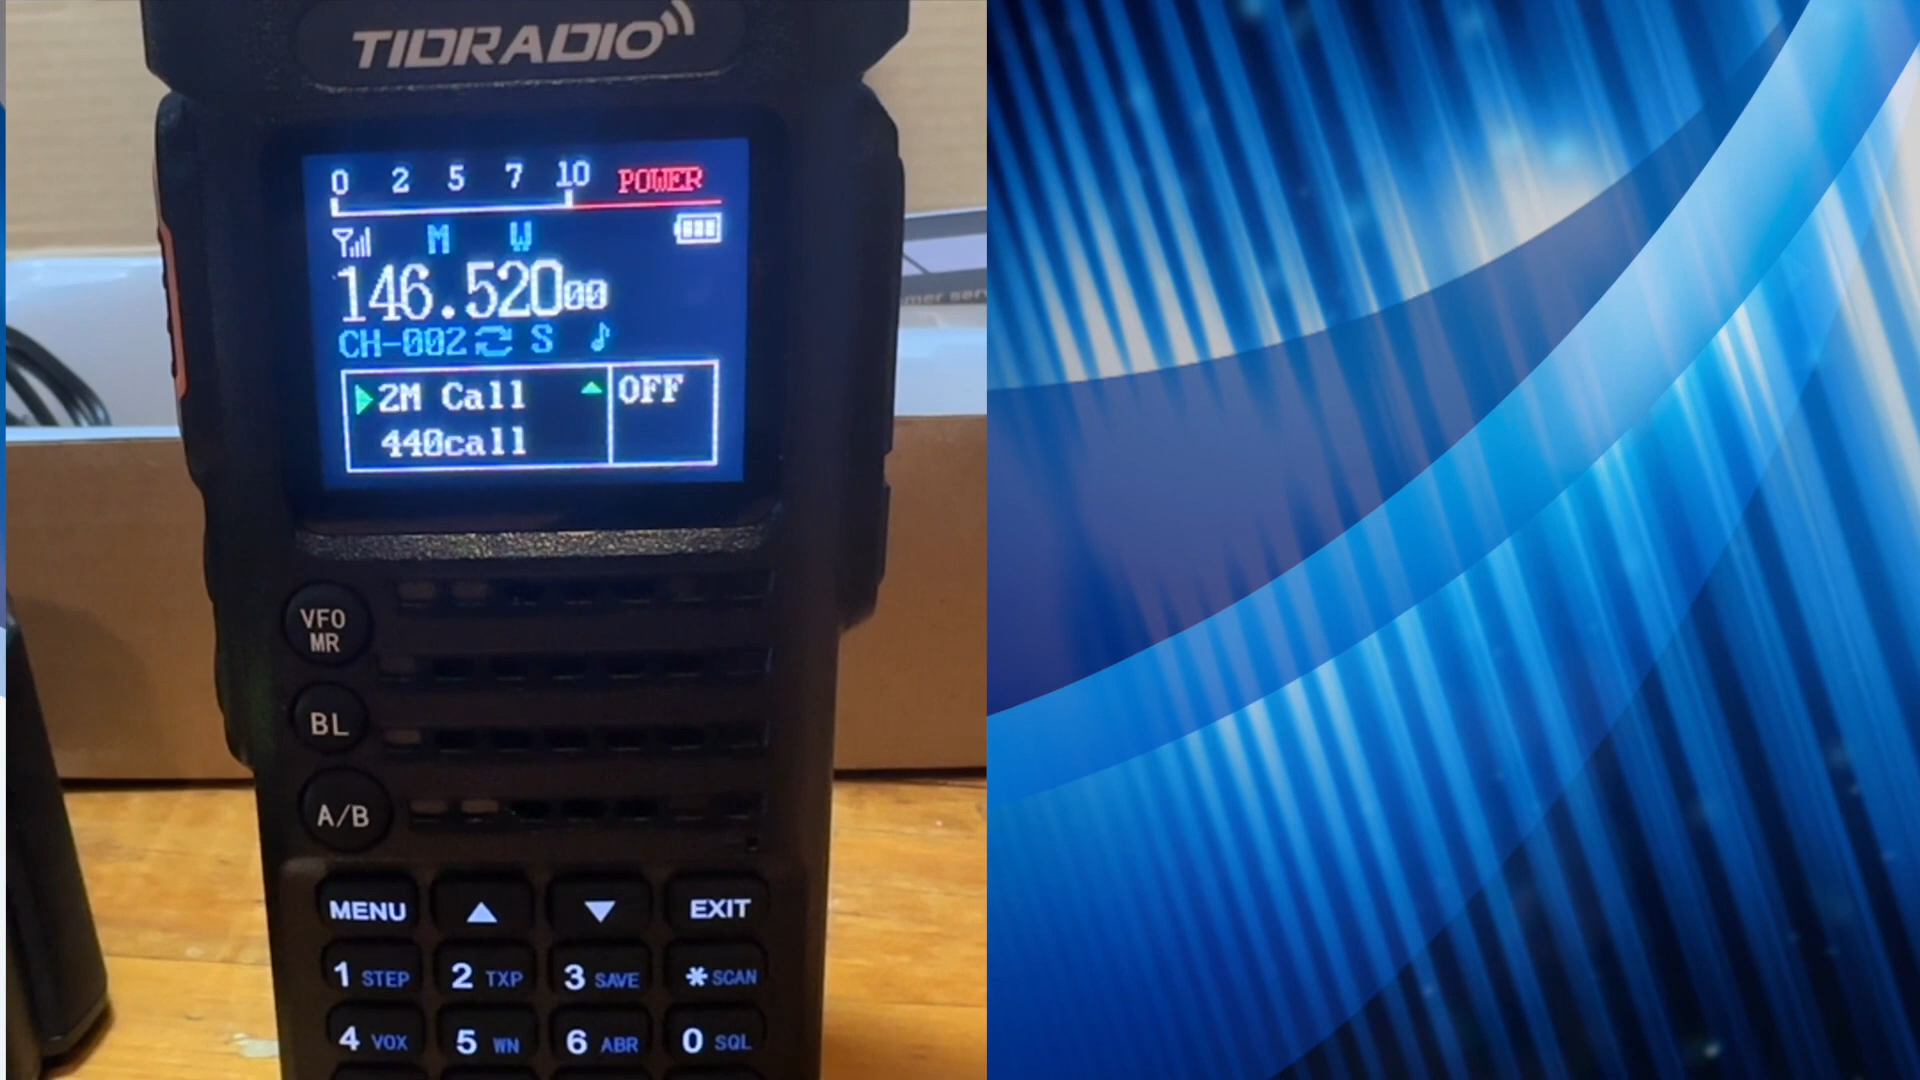 TIDRADIO
0 2 5 7 10 POWER
M W
146.52000
CH-002 S
2M Call OFF
440call
VFO
MR
BL
A/B
MENU EXIT
1 STEP 2 TXP 3 SAVE * SCAN
4 VOX 5 WN 6 ABR 0 SQL